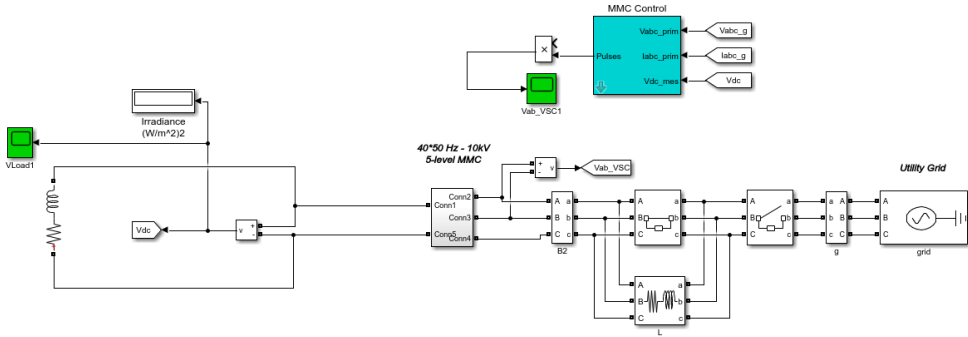 MMC Control
Vabc_prim
Vabc_g
Pulses
Iabc_prim
Iabc_g
Vdc_mes
Vdc
Vab_VSC1
Irradiance
(W/m^2)2
VLoad1
40*50 Hz - 10kV
5-level MMC
+
-
v
Vab_VSC
Utility Grid
Conn2
Conn1
Conn3
Conn5
Conn4
A a
B b
C c
B2
A a
B b
C c
A a
B b
C c
a A
b B
c C
g
A
B
C
grid
Vdc
v
+
-
A a
B b
C c
L